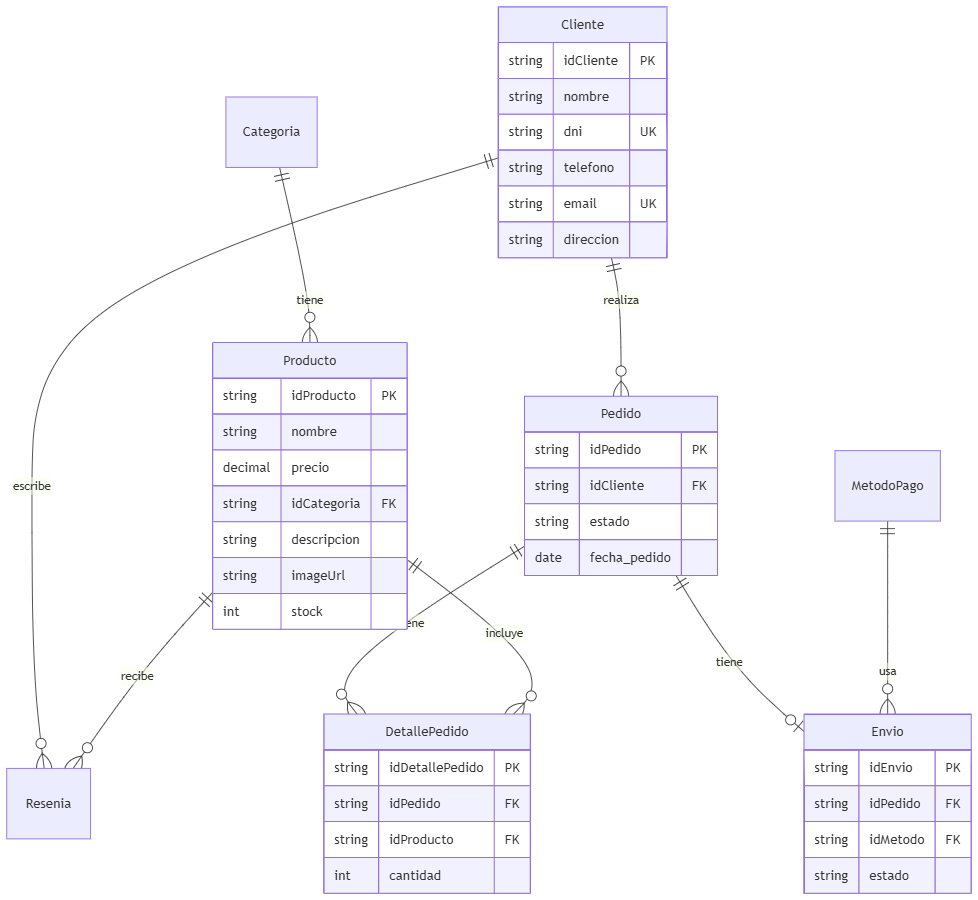 Cliente
string idCliente PK
string nombre
string dni UK
string telefono
string email UK
string direccion
Categoria
tiene
realiza
Producto
string idProducto PK
string nombre
decimal precio
string idCategoria FK
string descripcion
string imageUrl
int stock
Pedido
string idPedido PK
string idCliente FK
string estado
date fecha_pedido
MetodoPago
escribe
ene
incluye
recibe
tiene
usa
Resenia
DetallePedido
string idDetallePedido PK
string idPedido FK
string idProducto FK
int cantidad
Envio
string idEnvio PK
string idPedido FK
string idMetodo FK
string estado